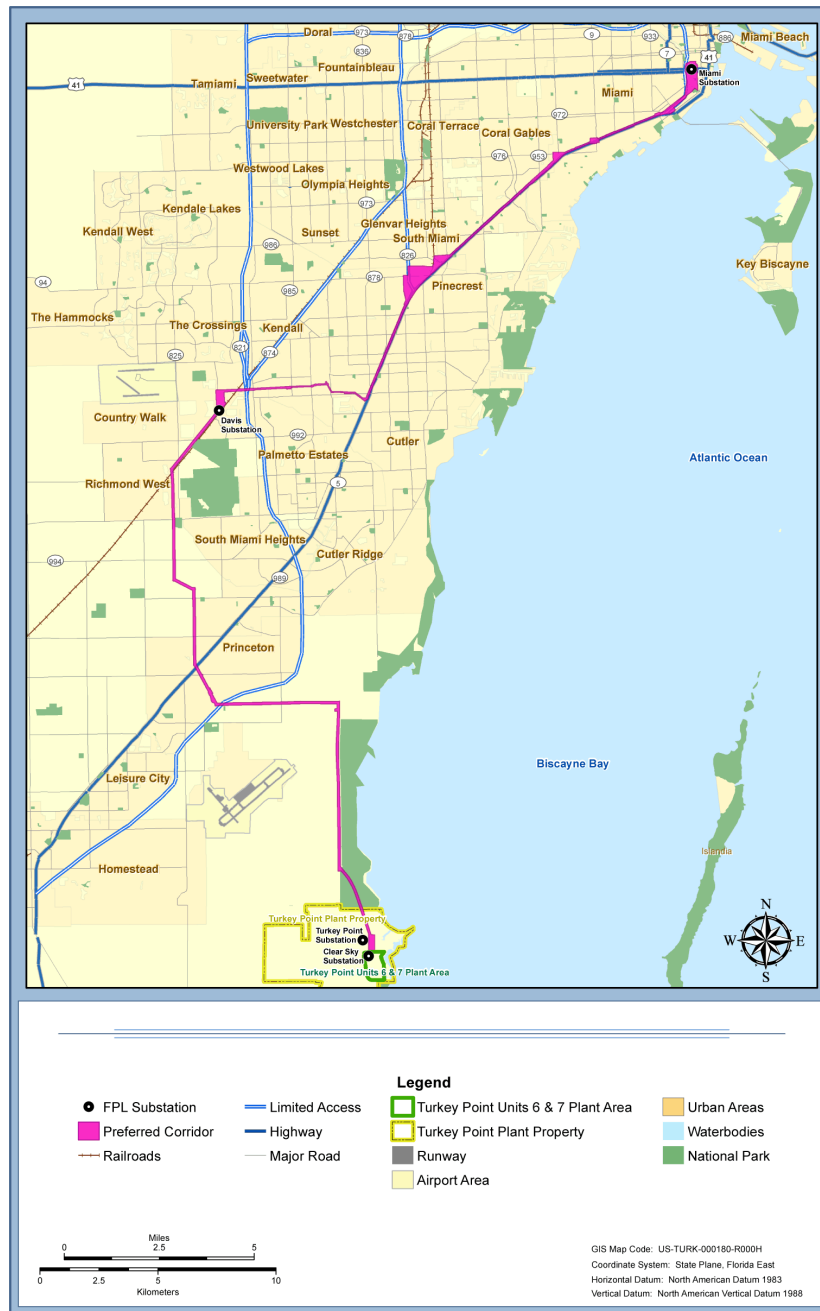 Doral
973
878
9
933
886
Miami Beach
836
7
41
Fountainbleau
Sweetwater
41
Tamiami
Miami
Substation
Miami
972
University Park
Westchester
Coral Terrace
Coral Gables
976
953
Westwood Lakes
Olympia Heights
973
Kendale Lakes
Glenvar Heights
Kendall West
Sunset
South Miami
986
826
Key Biscayne
94
878
985
Pinecrest
The Hammocks
The Crossings
Kendall
821
874
825
Country Walk
Davis
Substation
992
Cutler
Palmetto Estates
Atlantic Ocean
Richmond West
5
South Miami Heights
Cutler Ridge
994
989
Princeton
Biscayne Bay
Leisure City
Islandia
Homestead
Turkey Point Plant Property
Turkey Point
Substation
Clear Sky
Substation
Turkey Point Units 6 & 7 Plant Area
N
W
E
S
Legend
FPL Substation
Limited Access
Turkey Point Units 6 & 7 Plant Area
Urban Areas
Preferred Corridor
Highway
Turkey Point Plant Property
Waterbodies
Railroads
Major Road
Runway
National Park
Airport Area
Miles
0 2.5 5
0 2.5 5 10
Kilometers
GIS Map Code: US-TURK-000180-R000H
Coordinate System: State Plane, Florida East
Horizontal Datum: North American Datum 1983
Vertical Datum: North American Vertical Datum 1988